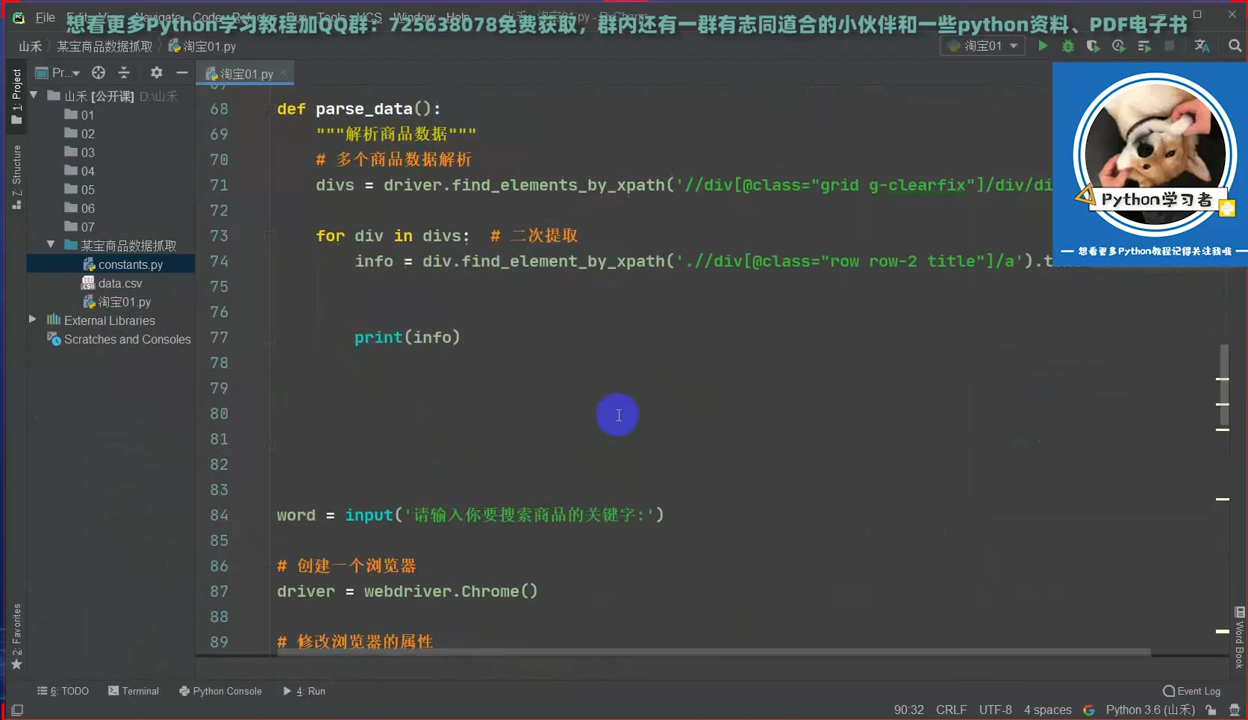 想看更多Python学习教程加QQ群：725638078免费获取，群内还有一群有志同道合的小伙伴和一些python资料、PDF电子书
File
山禾 某宝商品数据抓取 淘宝01.py
淘宝01
Pr...
淘宝01.py
1: Project
7: Structure
2: Favorites
山禾 [公开课] D:\山禾
01
02
03
04
05
06
07
某宝商品数据抓取
constants.py
data.csv
淘宝01.py
External Libraries
Scratches and Consoles
68 def parse_data():
69 """解析商品数据"""
70 # 多个商品数据解析
71 divs = driver.find_elements_by_xpath('//div[@class="grid g-clearfix"]/div/di
72
73 for div in divs: # 二次提取
74 info = div.find_element_by_xpath('.//div[@class="row row-2 title"]/a').t
75
76
77 print(info)
78
79
80
81
82
83
84 word = input('请输入你要搜索商品的关键字:')
85
86 # 创建一个浏览器
87 driver = webdriver.Chrome()
88
89 # 修改浏览器的属性
Python学习者
想看更多Python教程记得关注我哦
Word Book
6: TODO Terminal Python Console 4: Run Event Log
90:32 CRLF UTF-8 4 spaces Python 3.6 (山禾)